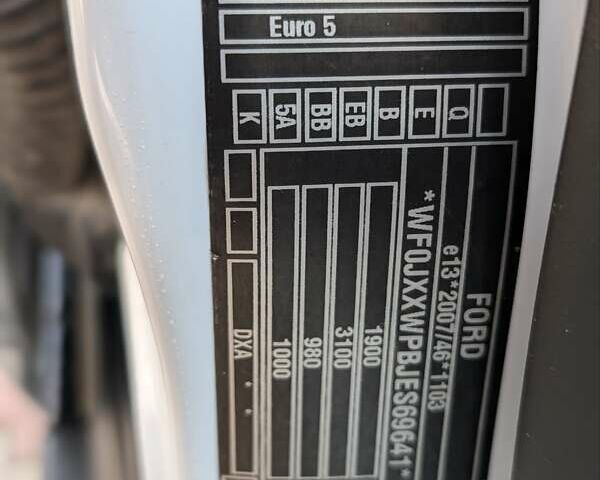 Euro 5
FORD
e13*2007/46*1103
*WF0JXXWPBJES69641*
1900
3100
980
1000
DXA
Q
E
B
EB
BB
5A
K